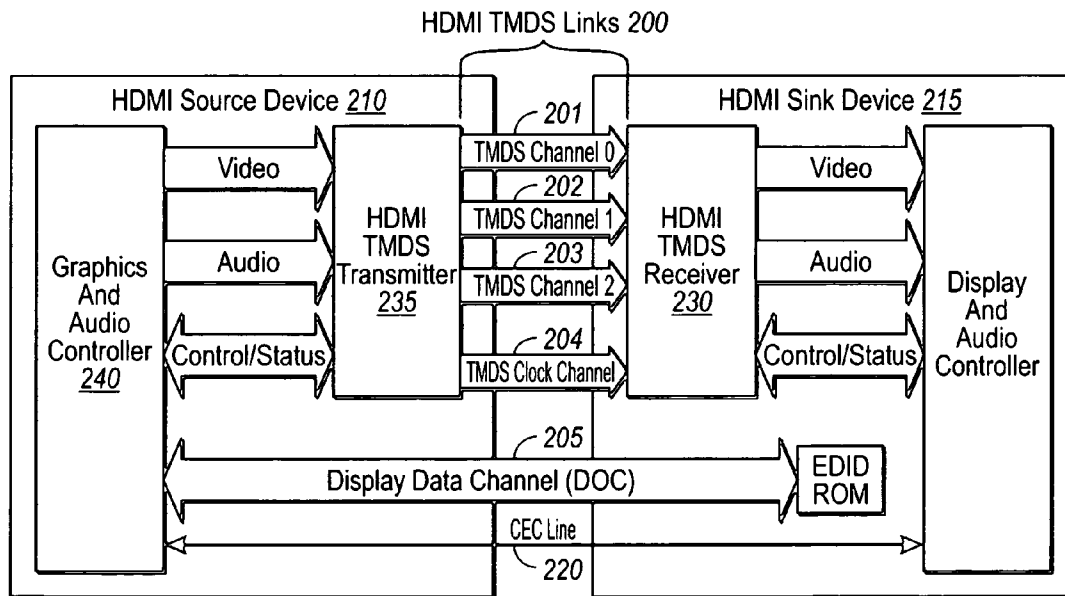 HDMI TMDS Links 200
HDMI Source Device 210
HDMI Sink Device 215
Graphics
And
Audio
Controller
240
Video
Audio
Control/Status
HDMI
TMDS
Transmitter
235
201
TMDS Channel 0
202
TMDS Channel 1
203
TMDS Channel 2
204
TMDS Clock Channel
HDMI
TMDS
Receiver
230
Video
Audio
Control/Status
Display
And
Audio
Controller
205
Display Data Channel (DOC)
EDID
ROM
CEC Line
220